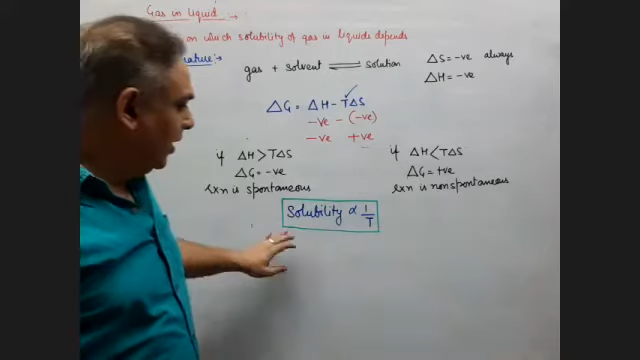 Gas in liquid :-
on which solubility of gas in liquids depends
ature :-
gas + solvent ⇌ solution
ΔS = -ve always
ΔH = -ve
ΔG = ΔH - TΔS
-ve - (-ve)
-ve +ve
if ΔH > TΔS
ΔG = -ve
rxn is spontaneous
if ΔH < TΔS
ΔG = +ve
rxn is nonspontaneous
Solubility ∝ 1/T